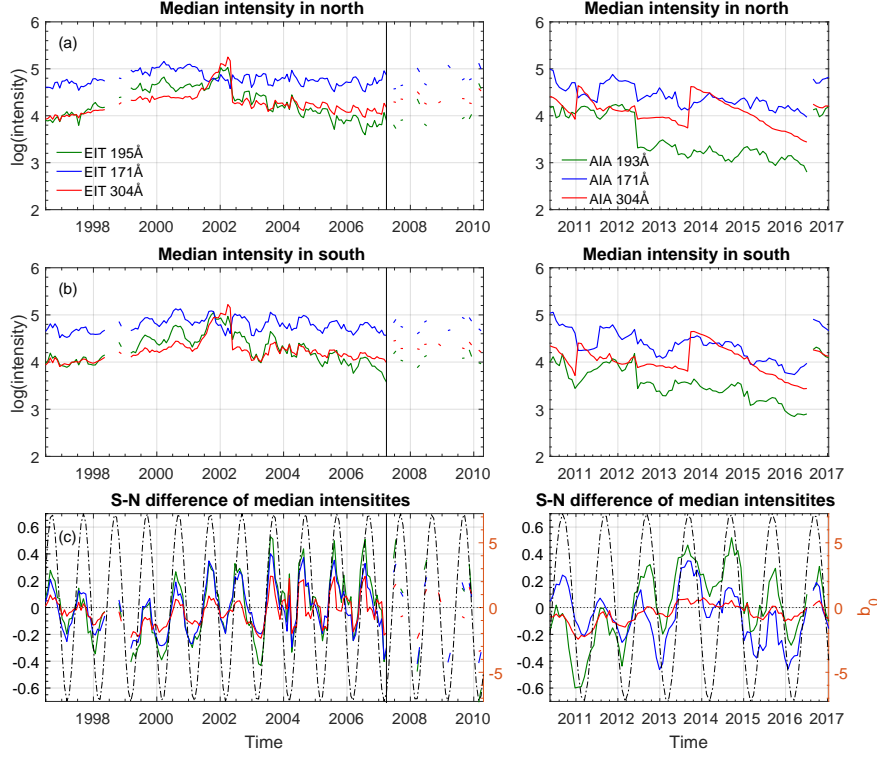 Median intensity in north
Median intensity in north
6
5
4
3
2
log(intensity)
(a)
EIT 195Å
EIT 171Å
EIT 304Å
1998 2000 2002 2004 2006 2008 2010
6
5
4
3
2
AIA 193Å
AIA 171Å
AIA 304Å
2011 2012 2013 2014 2015 2016 2017
Median intensity in south
Median intensity in south
6
5
4
3
2
log(intensity)
(b)
1998 2000 2002 2004 2006 2008 2010
6
5
4
3
2
2011 2012 2013 2014 2015 2016 2017
S-N difference of median intensitites
S-N difference of median intensitites
(c)
0.6
0.4
0.2
0
-0.2
-0.4
-0.6
5
0
-5
1998 2000 2002 2004 2006 2008 2010
Time
0.6
0.4
0.2
0
-0.2
-0.4
-0.6
5
0
-5
b0
2011 2012 2013 2014 2015 2016 2017
Time